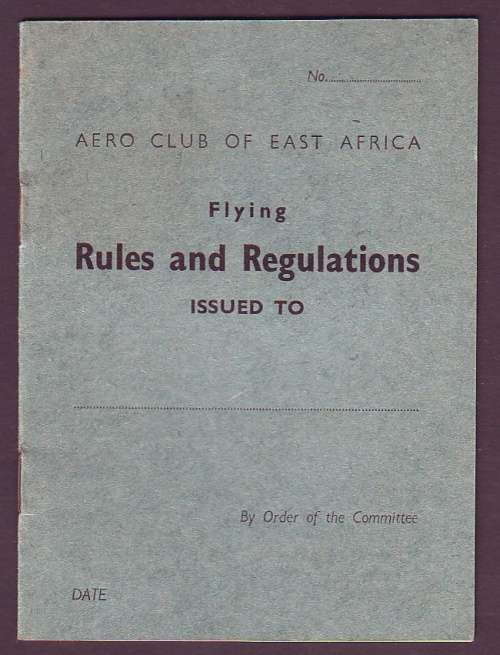 No.............................
AERO CLUB OF EAST AFRICA
Flying
Rules and Regulations
ISSUED TO
By Order of the Committee
DATE